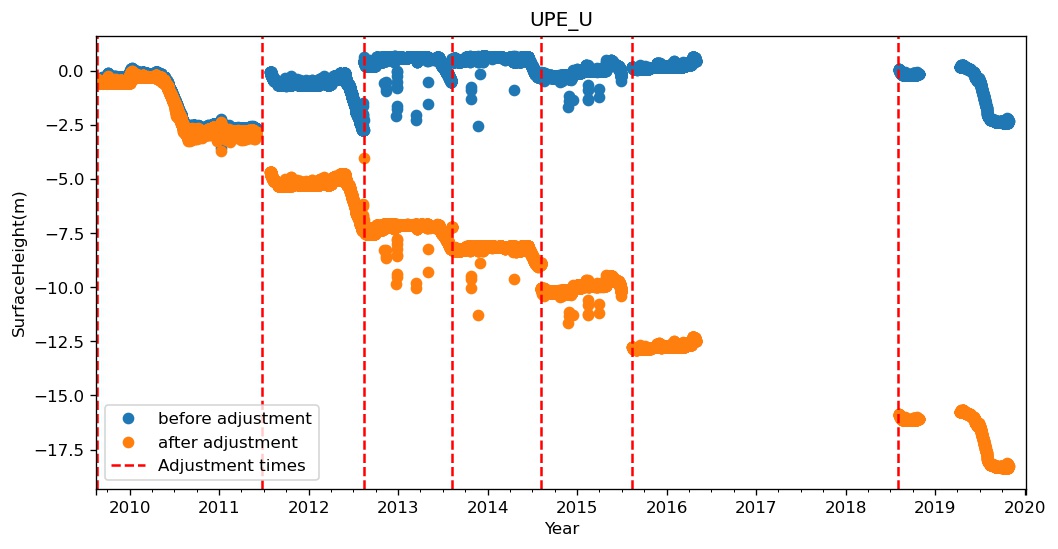 UPE_U
SurfaceHeight(m)
0.0
−2.5
−5.0
−7.5
−10.0
−12.5
−15.0
−17.5
before adjustment
after adjustment
Adjustment times
2010 2011 2012 2013 2014 2015 2016 2017 2018 2019 2020
Year